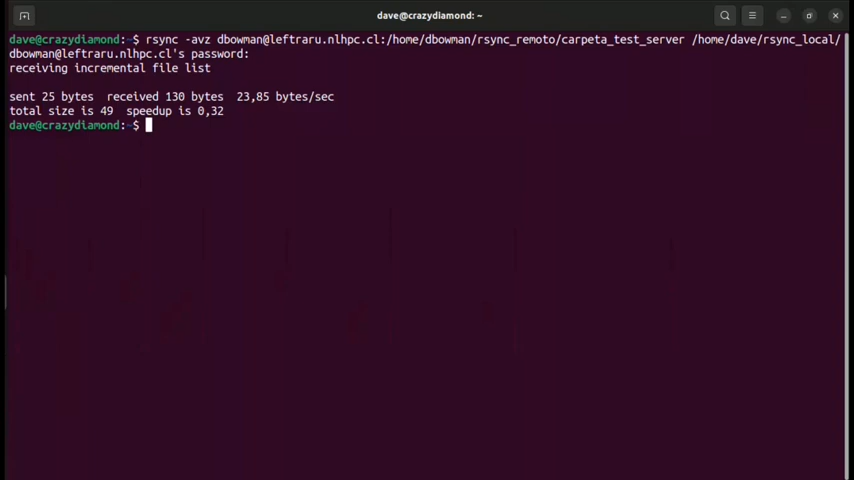 dave@crazydiamond: ~
dave@crazydiamond:~$ rsync -avz dbowman@leftraru.nlhpc.cl:/home/dbowman/rsync_remoto/carpeta_test_server /home/dave/rsync_local/
dbowman@leftraru.nlhpc.cl's password:
receiving incremental file list
sent 25 bytes  received 130 bytes  23,85 bytes/sec
total size is 49  speedup is 0,32
dave@crazydiamond:~$